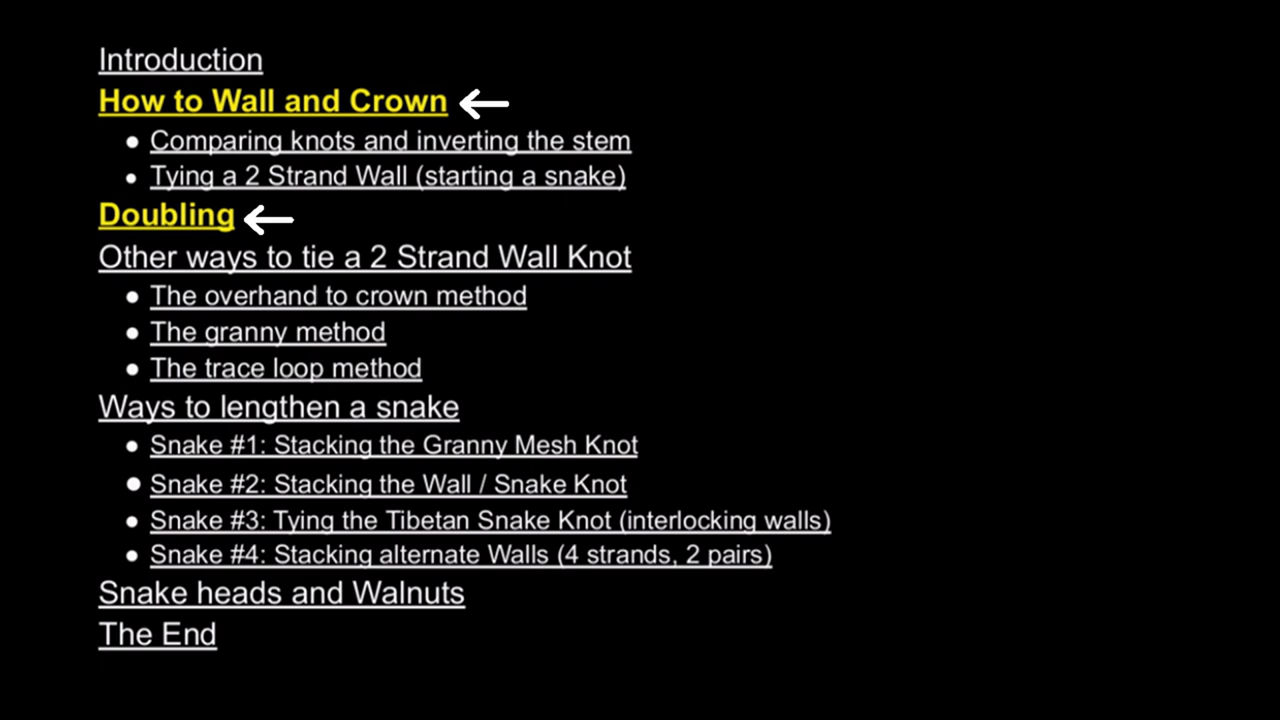 Introduction
How to Wall and Crown
● Comparing knots and inverting the stem
● Tying a 2 Strand Wall (starting a snake)
Doubling
Other ways to tie a 2 Strand Wall Knot
● The overhand to crown method
● The granny method
● The trace loop method
Ways to lengthen a snake
● Snake #1: Stacking the Granny Mesh Knot
● Snake #2: Stacking the Wall / Snake Knot
● Snake #3: Tying the Tibetan Snake Knot (interlocking walls)
● Snake #4: Stacking alternate Walls (4 strands, 2 pairs)
Snake heads and Walnuts
The End